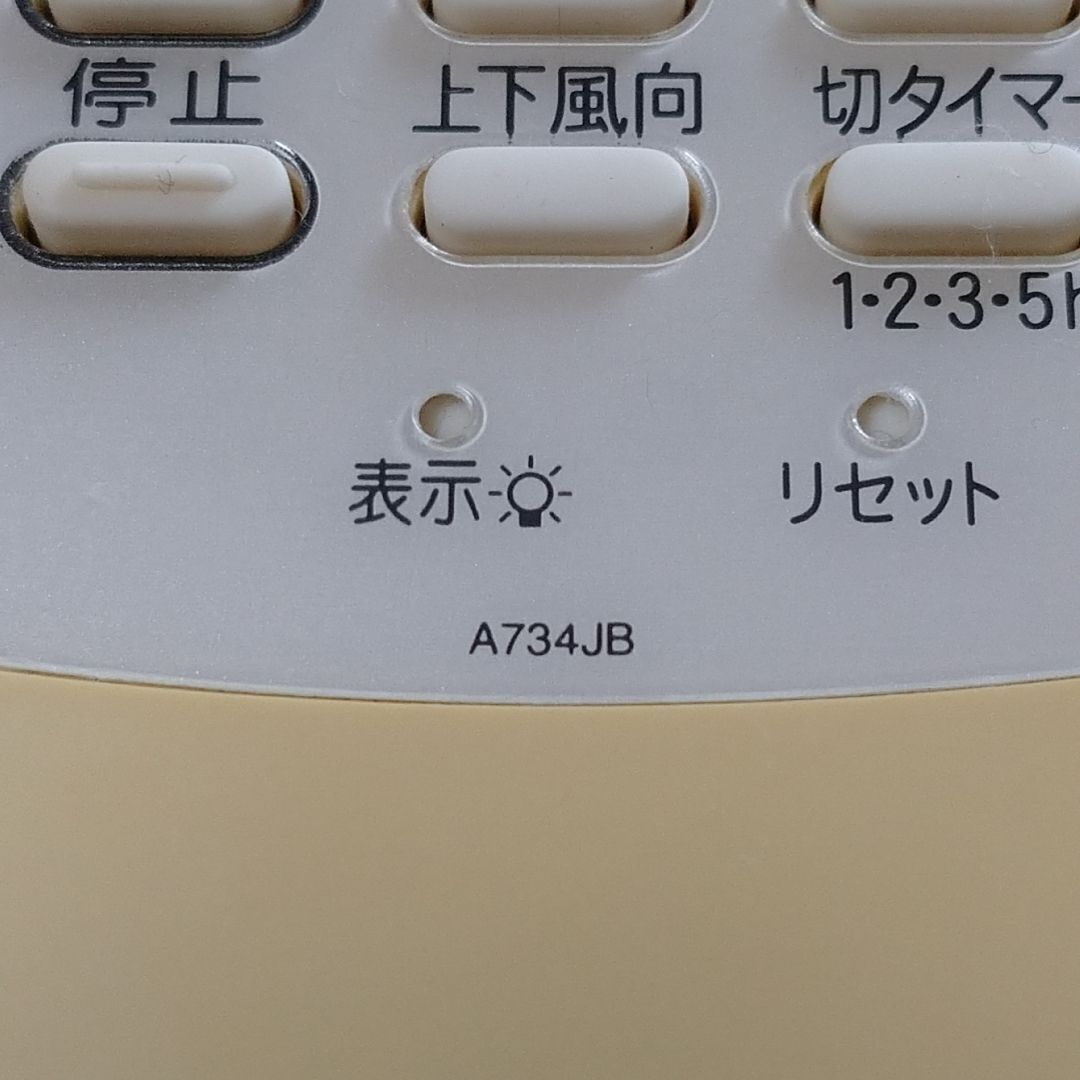 停止 上下風向 切タイマー
1・2・3・5h
表示 リセット
A734JB